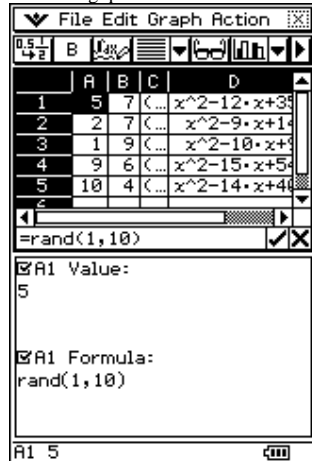 File Edit Graph Action
0.5 1/2 B
A B C D
1 5 7 (… x^2-12·x+35
2 2 7 (… x^2-9·x+14
3 1 9 (… x^2-10·x+9
4 9 6 (… x^2-15·x+54
5 10 4 (… x^2-14·x+40
6
=rand(1,10)
A1 Value:
5
A1 Formula:
rand(1,10)
A1 5